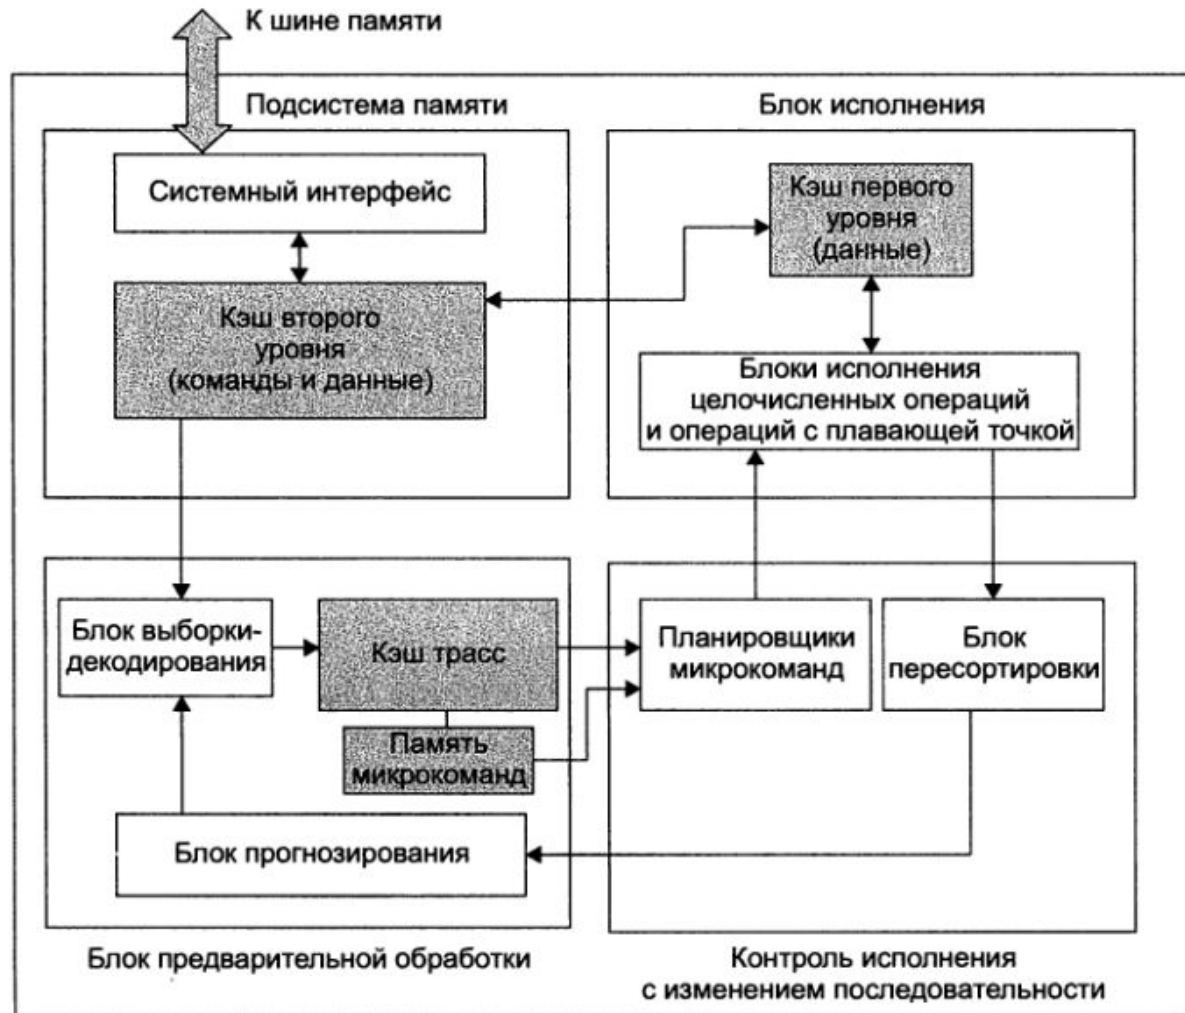 К шине памяти
Подсистема памяти
Системный интерфейс
Кэш второго
уровня
(команды и данные)
Блок исполнения
Кэш первого
уровня
(данные)
Блоки исполнения
целочисленных операций
и операций с плавающей точкой
Блок выборки-
декодирования
Кэш трасс
Память
микрокоманд
Блок прогнозирования
Блок предварительной обработки
Планировщики
микрокоманд
Блок
пересортировки
Контроль исполнения
с изменением последовательности